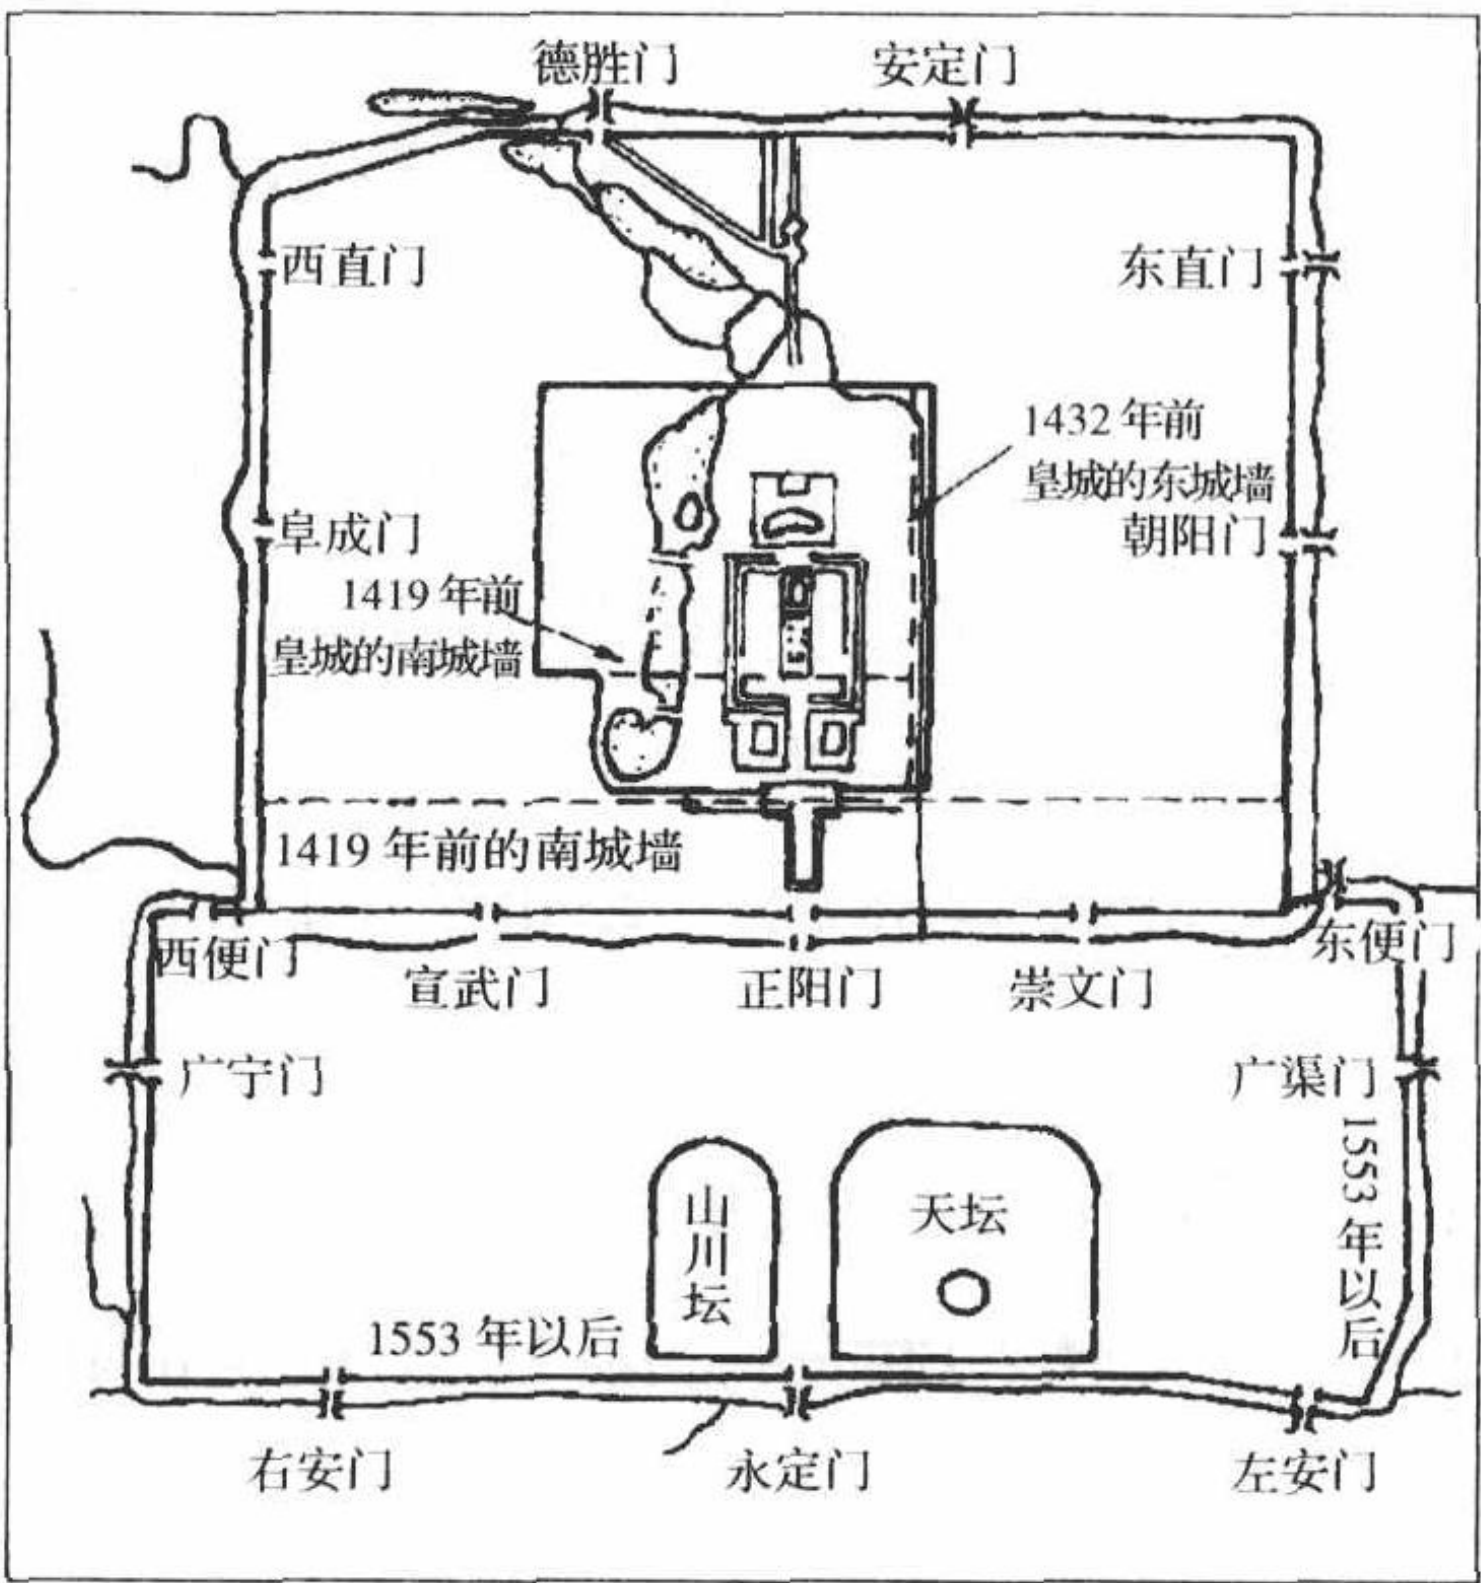 德胜门
安定门
西直门
东直门
1432 年前
皇城的东城墙
阜成门
朝阳门
1419 年前
皇城的南城墙
1419 年前的南城墙
西便门
宣武门
正阳门
崇文门
东便门
广宁门
广渠门
1553 年以后
山川坛
天坛
1553 年以后
右安门
永定门
左安门